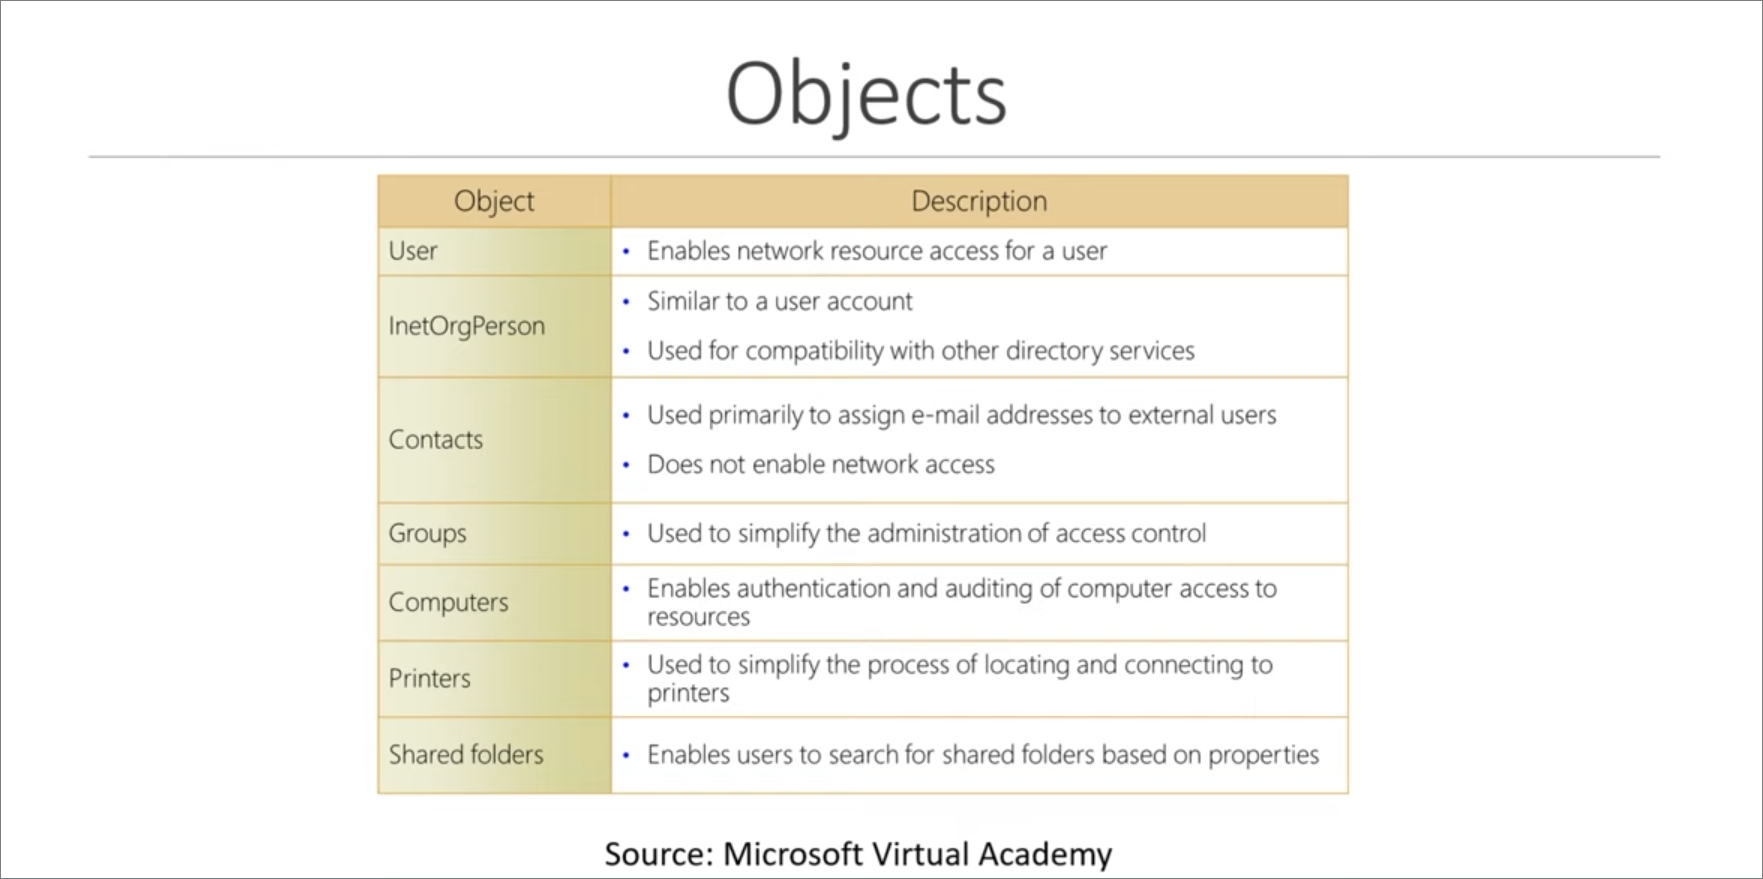 Objects
Object Description
User
• Enables network resource access for a user
InetOrgPerson
• Similar to a user account
• Used for compatibility with other directory services
Contacts
• Used primarily to assign e-mail addresses to external users
• Does not enable network access
Groups
• Used to simplify the administration of access control
Computers
• Enables authentication and auditing of computer access to
resources
Printers
• Used to simplify the process of locating and connecting to
printers
Shared folders
• Enables users to search for shared folders based on properties
Source: Microsoft Virtual Academy